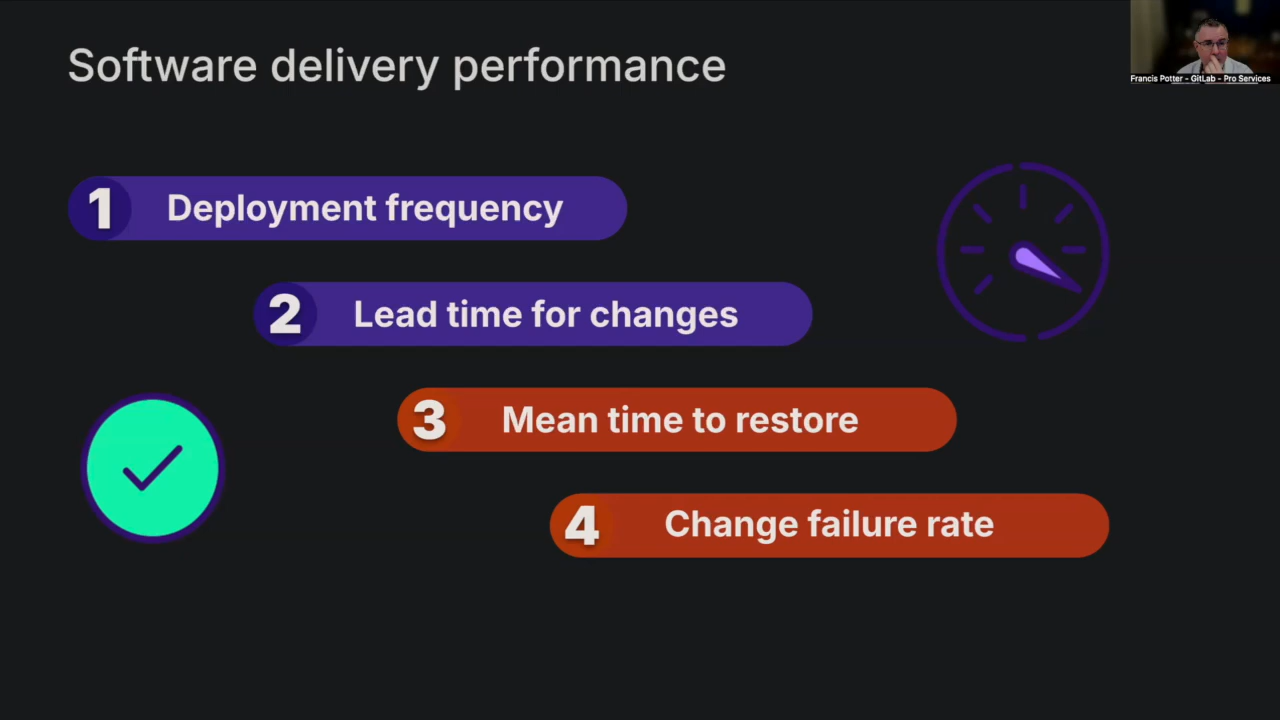 Software delivery performance
Francis Potter - GitLab - Pro Services
1 Deployment frequency
2 Lead time for changes
3 Mean time to restore
4 Change failure rate